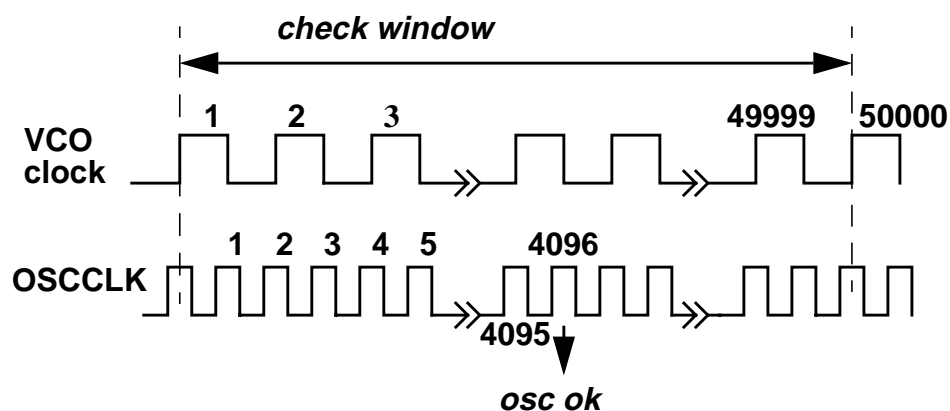 check window
1 2 3 49999 50000
VCO
clock
1 2 3 4 5 4096
OSCCLK
4095
osc ok